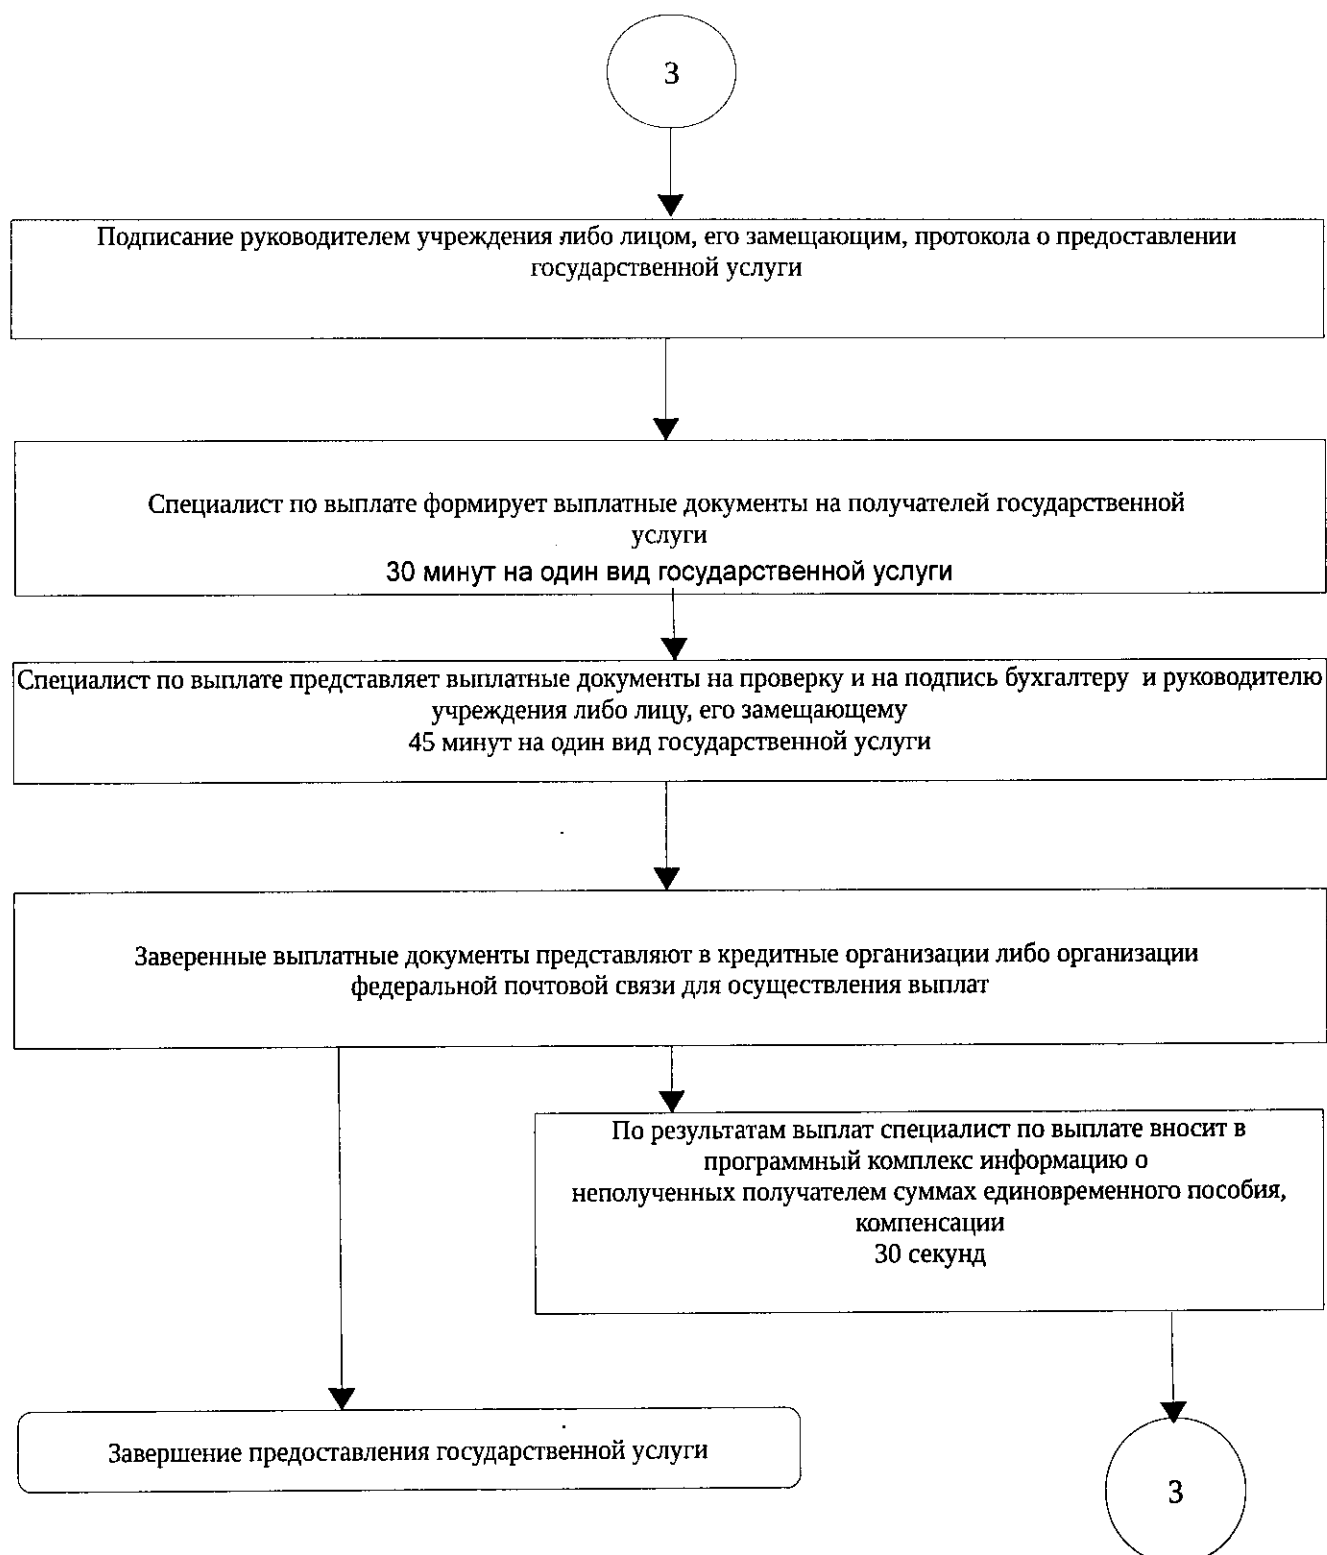 3
Подписание руководителем учреждения либо лицом, его замещающим, протокола о предоставлении
государственной услуги
Специалист по выплате формирует выплатные документы на получателей государственной
услуги
30 минут на один вид государственной услуги
Специалист по выплате представляет выплатные документы на проверку и на подпись бухгалтеру и руководителю
учреждения либо лицу, его замещающему
45 минут на один вид государственной услуги
Заверенные выплатные документы представляют в кредитные организации либо организации
федеральной почтовой связи для осуществления выплат
По результатам выплат специалист по выплате вносит в
программный комплекс информацию о
неполученных получателем суммах единовременного пособия,
компенсации
30 секунд
Завершение предоставления государственной услуги
3